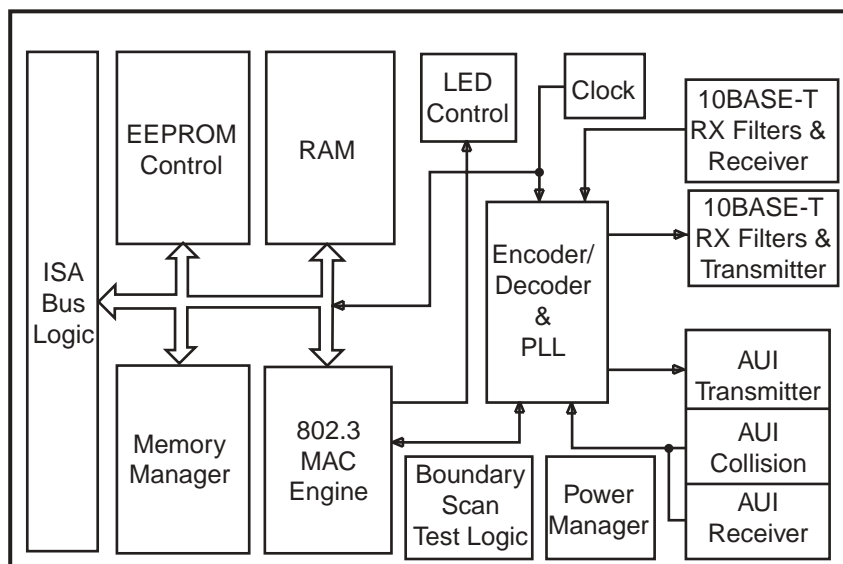 ISA
Bus
Logic
EEPROM
Control
RAM
LED
Control
Clock
10BASE-T
RX Filters &
Receiver
10BASE-T
RX Filters &
Transmitter
Encoder/
Decoder
&
PLL
Memory
Manager
802.3
MAC
Engine
Boundary
Scan
Test Logic
Power
Manager
AUI
Transmitter
AUI
Collision
AUI
Receiver